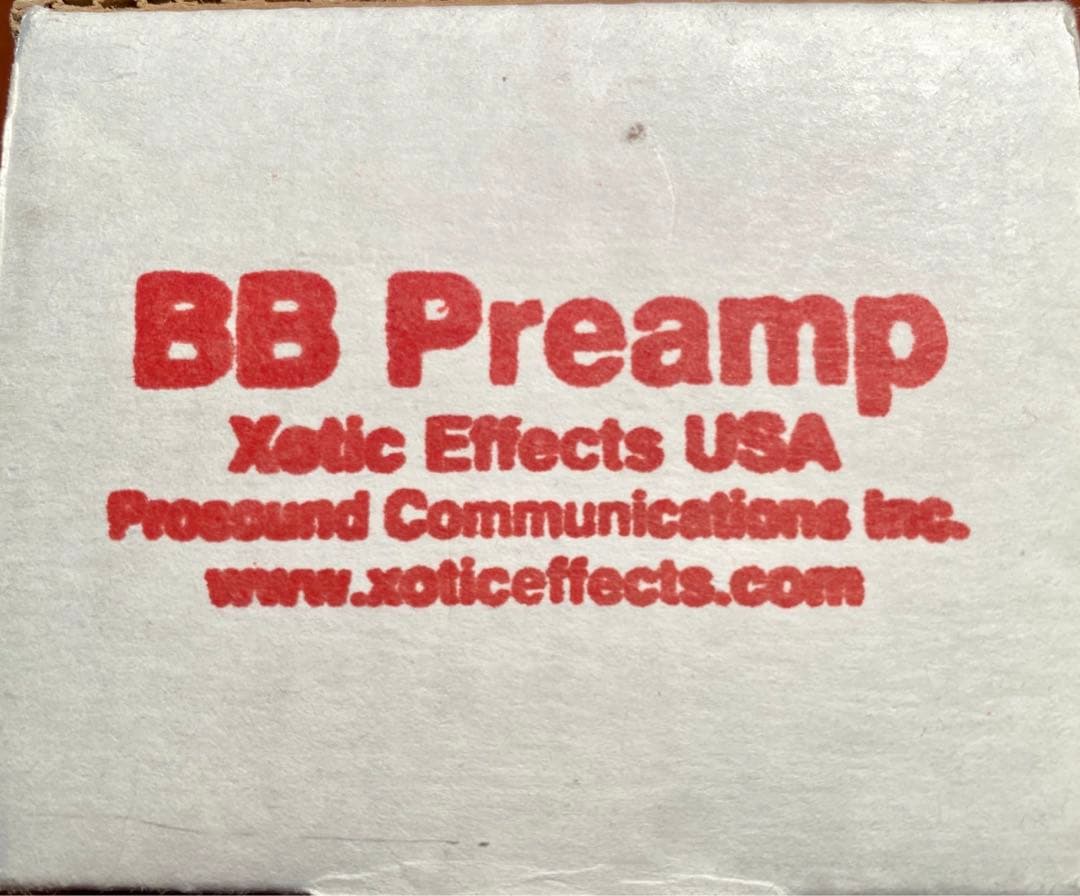 BB Preamp
Xotic Effects USA
Prosound Communications Inc.
www.xoticeffects.com